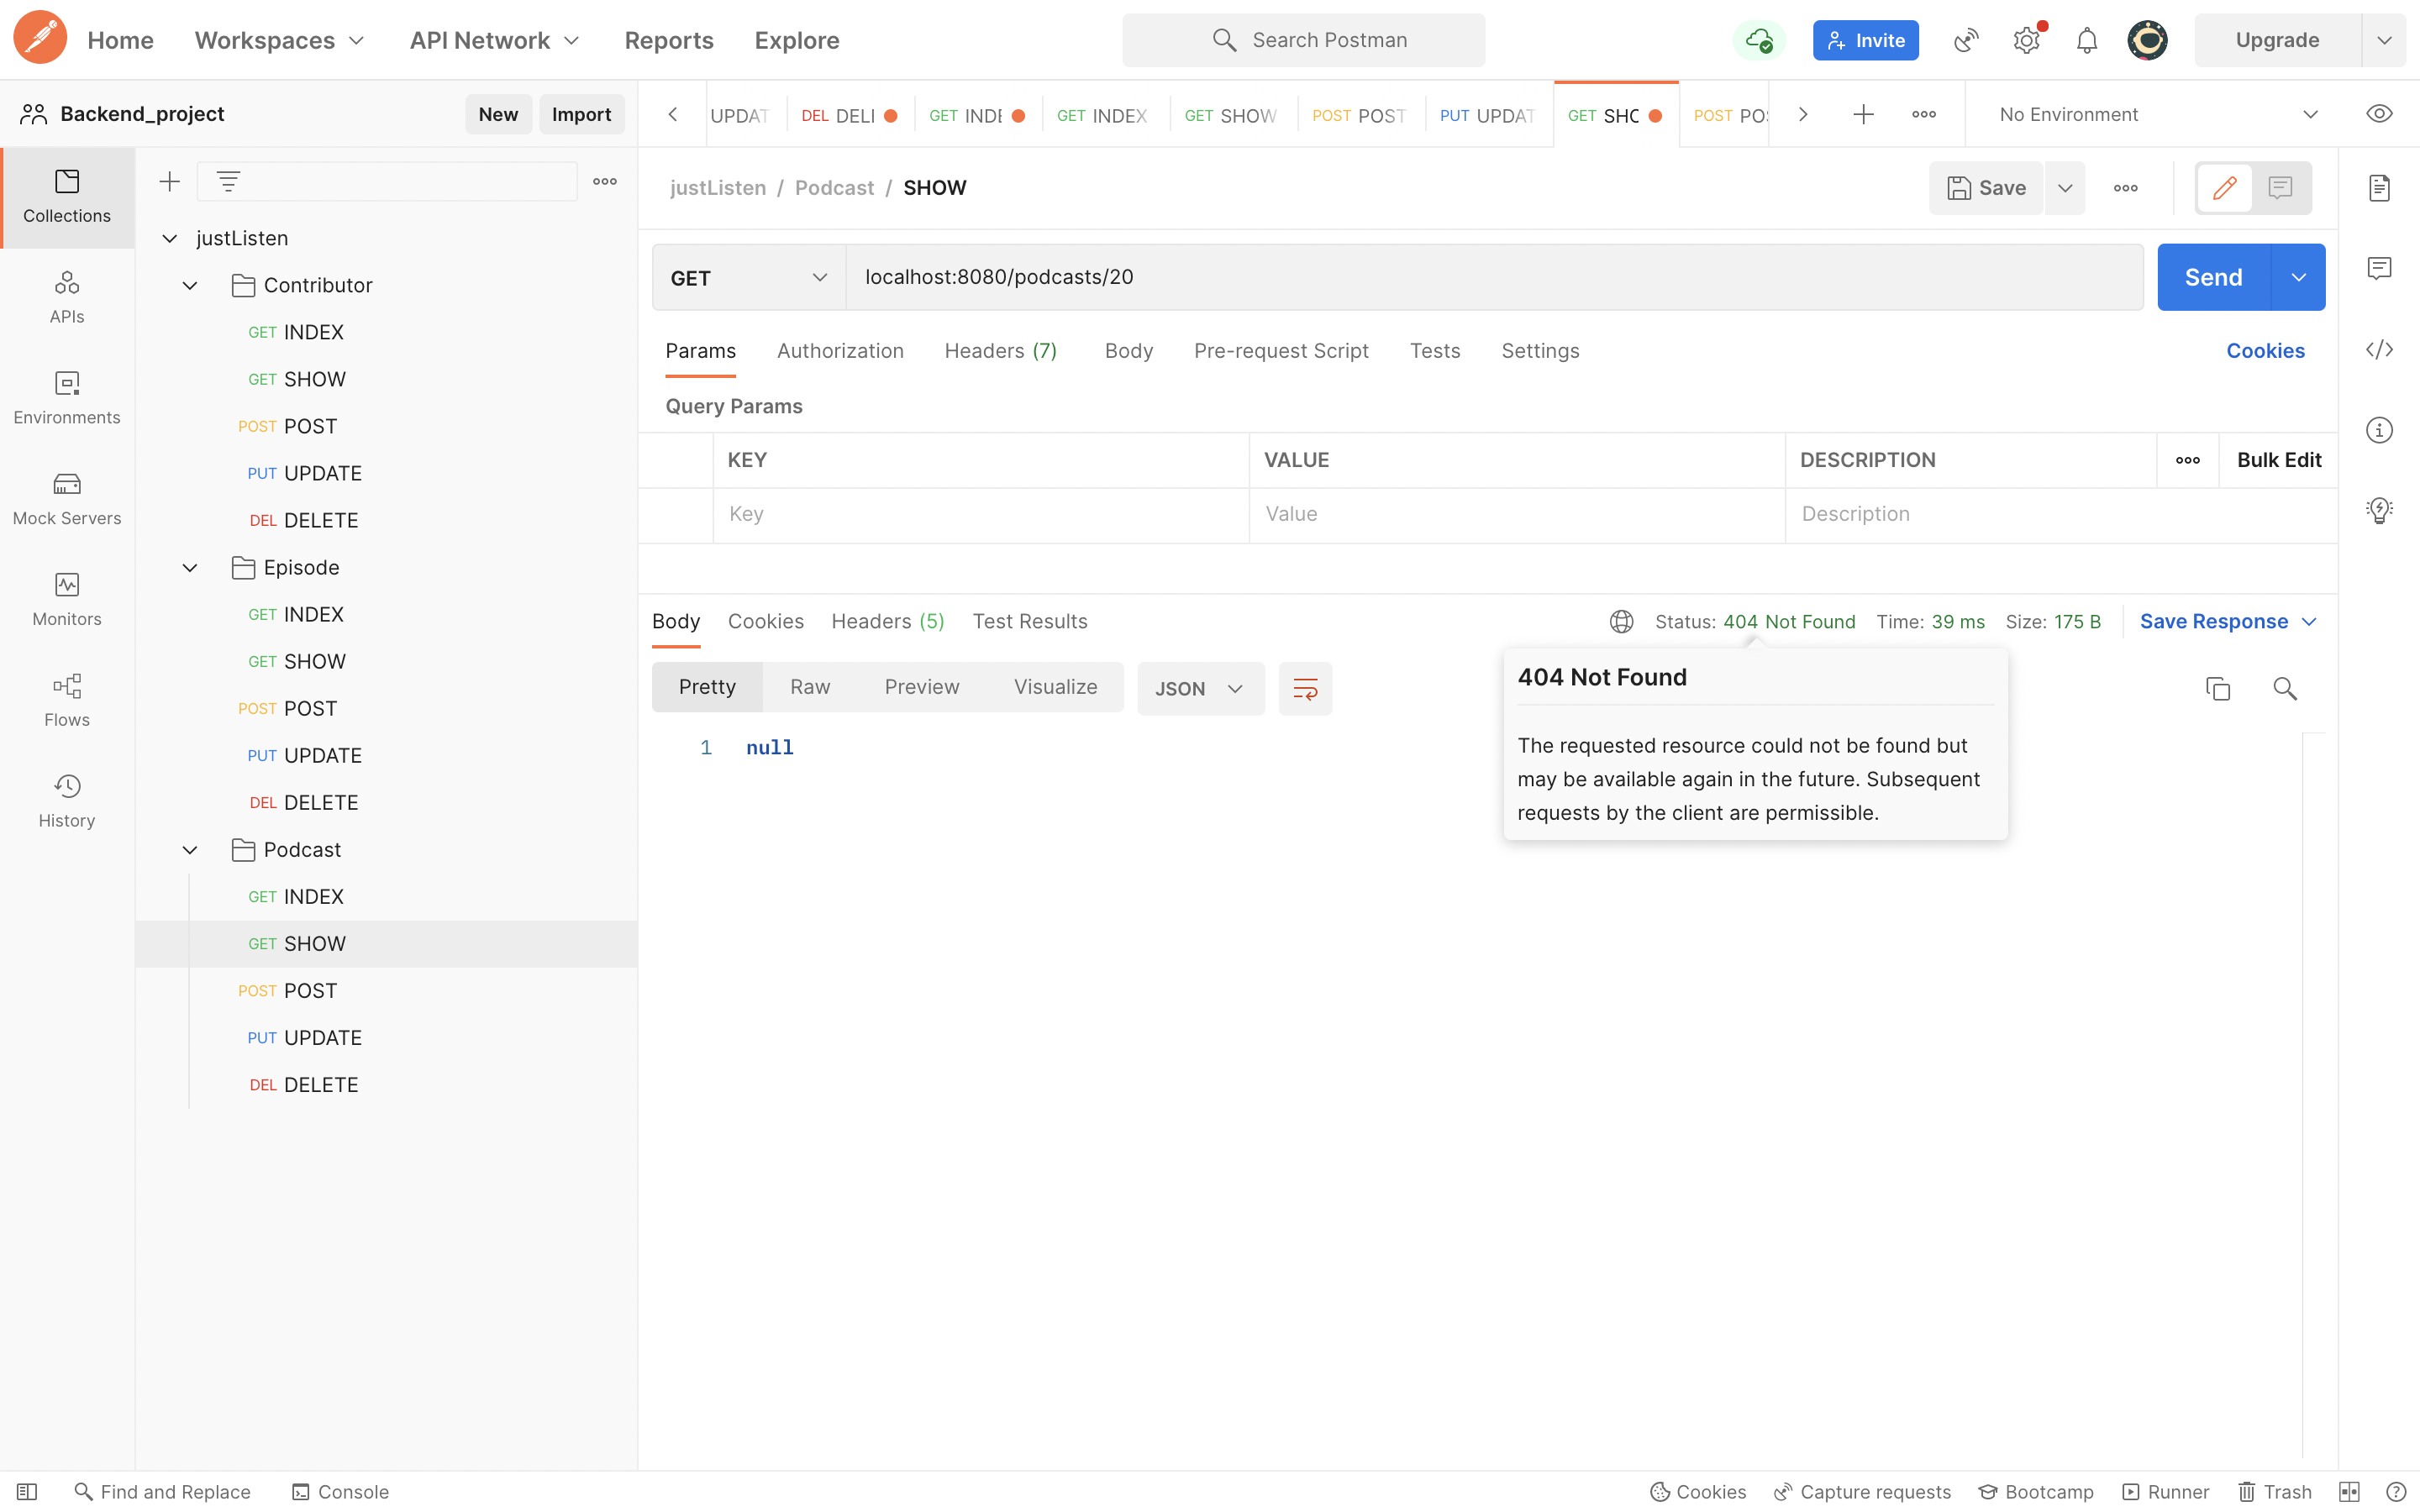 Home Workspaces API Network Reports Explore Search Postman Invite Upgrade
Backend_project New Import
UPDAT DEL DELI GET INDE GET INDEX GET SHOW POST POST PUT UPDAT GET SHC POST PO No Environment
Collections
APIs
Environments
Mock Servers
Monitors
Flows
History
justListen
Contributor
GET INDEX
GET SHOW
POST POST
PUT UPDATE
DEL DELETE
Episode
GET INDEX
GET SHOW
POST POST
PUT UPDATE
DEL DELETE
Podcast
GET INDEX
GET SHOW
POST POST
PUT UPDATE
DEL DELETE
justListen / Podcast / SHOW Save
GET localhost:8080/podcasts/20 Send
Params Authorization Headers (7) Body Pre-request Script Tests Settings Cookies
Query Params
KEY VALUE DESCRIPTION Bulk Edit
Key Value Description
Body Cookies Headers (5) Test Results Status: 404 Not Found Time: 39 ms Size: 175 B Save Response
Pretty Raw Preview Visualize JSON
1 null
404 Not Found
The requested resource could not be found but
may be available again in the future. Subsequent
requests by the client are permissible.
Find and Replace Console Cookies Capture requests Bootcamp Runner Trash